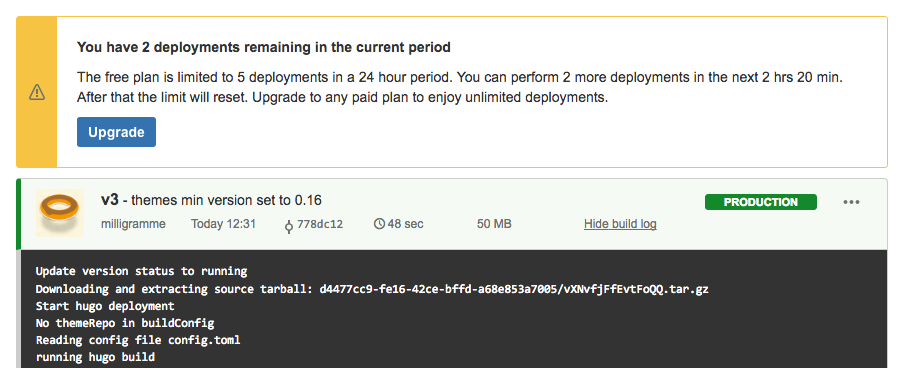 You have 2 deployments remaining in the current period
The free plan is limited to 5 deployments in a 24 hour period. You can perform 2 more deployments in the next 2 hrs 20 min.
After that the limit will reset. Upgrade to any paid plan to enjoy unlimited deployments.
Upgrade
v3 - themes min version set to 0.16
PRODUCTION
milligramme Today 12:31 778dc12 48 sec 50 MB Hide build log
Update version status to running
Downloading and extracting source tarball: d4477cc9-fe16-42ce-bffd-a68e853a7005/vXNvfjFfEvtFoQQ.tar.gz
Start hugo deployment
No themeRepo in buildConfig
Reading config file config.toml
running hugo build